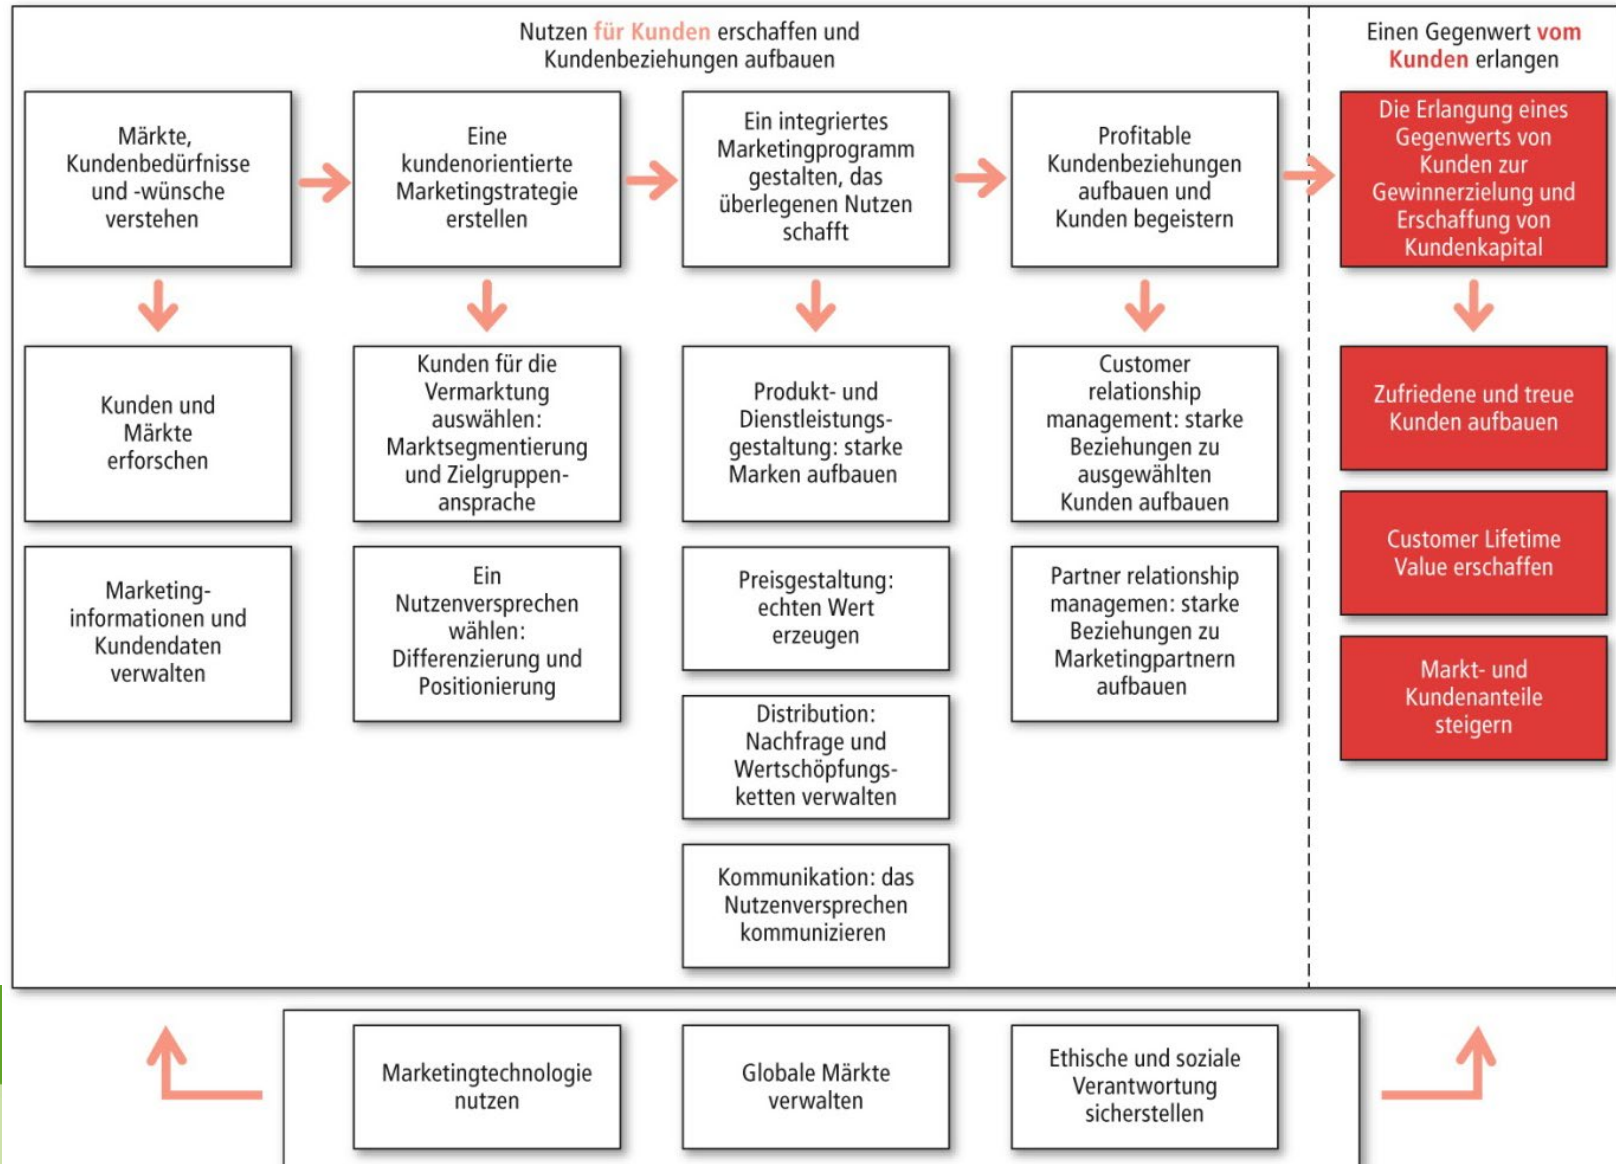 Nutzen für Kunden erschaffen und
Kundenbeziehungen aufbauen
Einen Gegenwert vom
Kunden erlangen
Märkte,
Kundenbedürfnisse
und -wünsche
verstehen
Eine
kundenorientierte
Marketingstrategie
erstellen
Ein integriertes
Marketingprogramm
gestalten, das
überlegenen Nutzen
schafft
Profitable
Kundenbeziehungen
aufbauen und
Kunden begeistern
Die Erlangung eines
Gegenwerts von
Kunden zur
Gewinnerzielung und
Erschaffung von
Kundenkapital
Kunden und
Märkte
erforschen
Kunden für die
Vermarktung
auswählen:
Marktsegmentierung
und Zielgruppen-
ansprache
Produkt- und
Dienstleistungs-
gestaltung: starke
Marken aufbauen
Customer
relationship
management: starke
Beziehungen zu
ausgewählten
Kunden aufbauen
Zufriedene und treue
Kunden aufbauen
Marketing-
informationen und
Kundendaten
verwalten
Ein
Nutzenversprechen
wählen:
Differenzierung und
Positionierung
Preisgestaltung:
echten Wert
erzeugen
Partner relationship
managemen: starke
Beziehungen zu
Marketingpartnern
aufbauen
Customer Lifetime
Value erschaffen
Distribution:
Nachfrage und
Wertschöpfungs-
ketten verwalten
Markt- und
Kundenanteile
steigern
Kommunikation: das
Nutzenversprechen
kommunizieren
Marketingtechnologie
nutzen
Globale Märkte
verwalten
Ethische und soziale
Verantwortung
sicherstellen